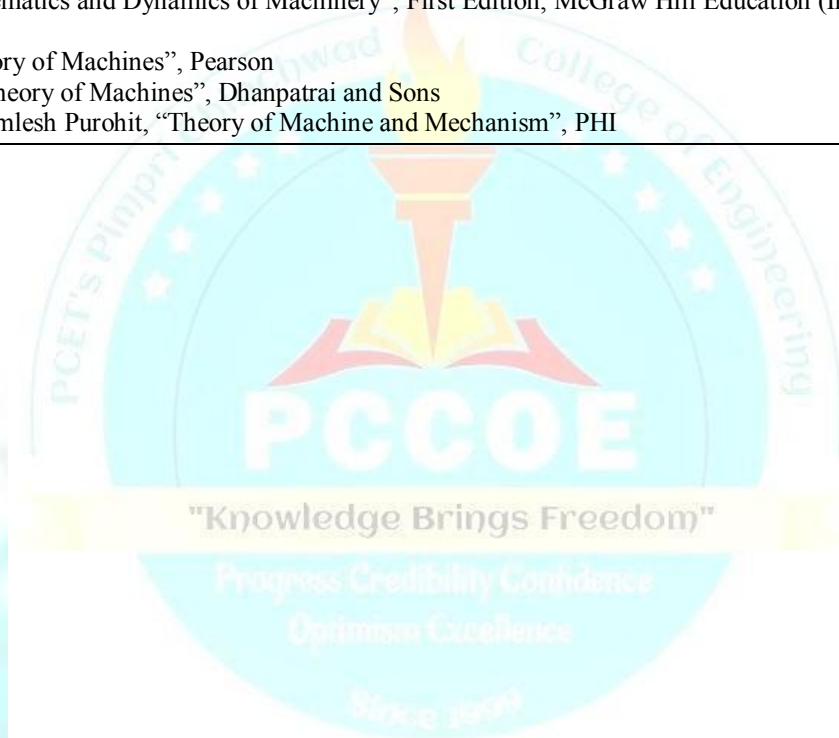 ematics and Dynamics of Machinery", First Edition, McGraw Hill Education (I
ory of Machines”, Pearson
heory of Machines”, Dhanpatrai and Sons
mlesh Purohit, “Theory of Machine and Mechanism”, PHI
PCET's Pimpri Chinchwad College of Engineering
PCCOE
"Knowledge Brings Freedom"
Progress Credibility Confidence
Optimism Excellence
Since 1999